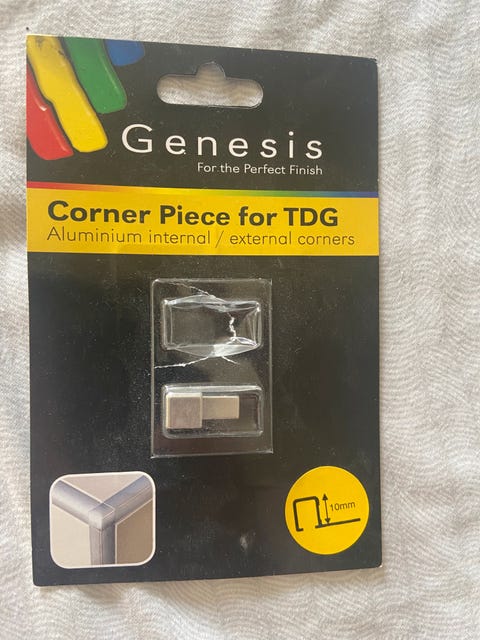 Genesis
For the Perfect Finish
Corner Piece for TDG
Aluminium internal / external corners
10mm